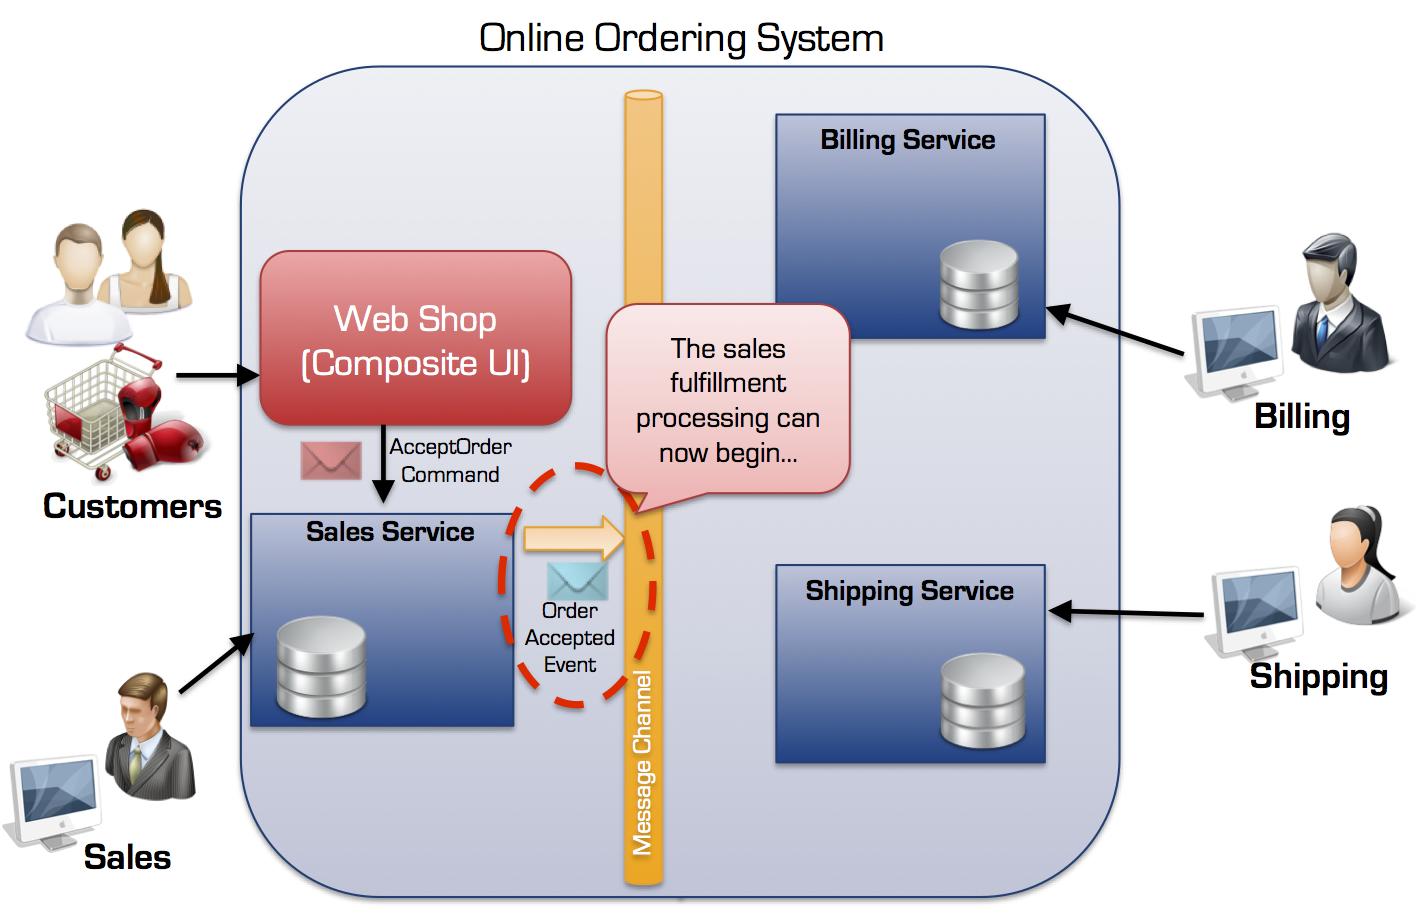 Online Ordering System
Billing Service
Web Shop
(Composite UI)
The sales
fulfillment
processing can
now begin...
Billing
AcceptOrder
Command
Customers
Sales Service
Shipping Service
Order
Accepted
Event
Message Channel
Shipping
Sales